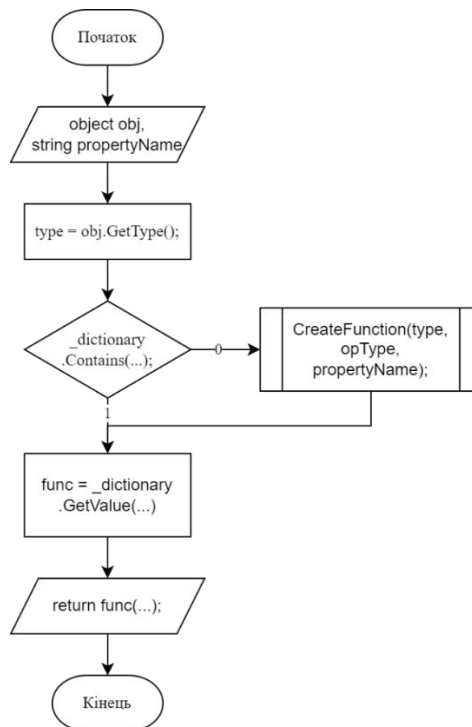 Початок
object obj,
string propertyName
type = obj.GetType();
_dictionary
.Contains(...);
0
CreateFunction(type,
opType,
propertyName);
1
func = _dictionary
.GetValue(...)
return func(...);
Кінець